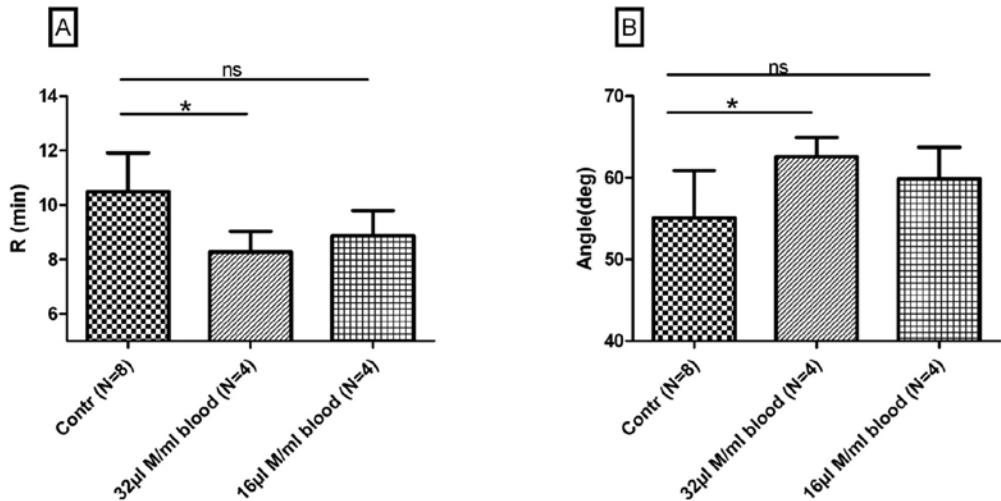 A
ns
*
14
12
10
8
6
R (min)
Contr (N=8)
32µl M/ml blood (N=4)
16µl M/ml blood (N=4)
B
ns
*
70
60
50
40
Angle(deg)
Contr (N=8)
32µl M/ml blood (N=4)
16µl M/ml blood (N=4)